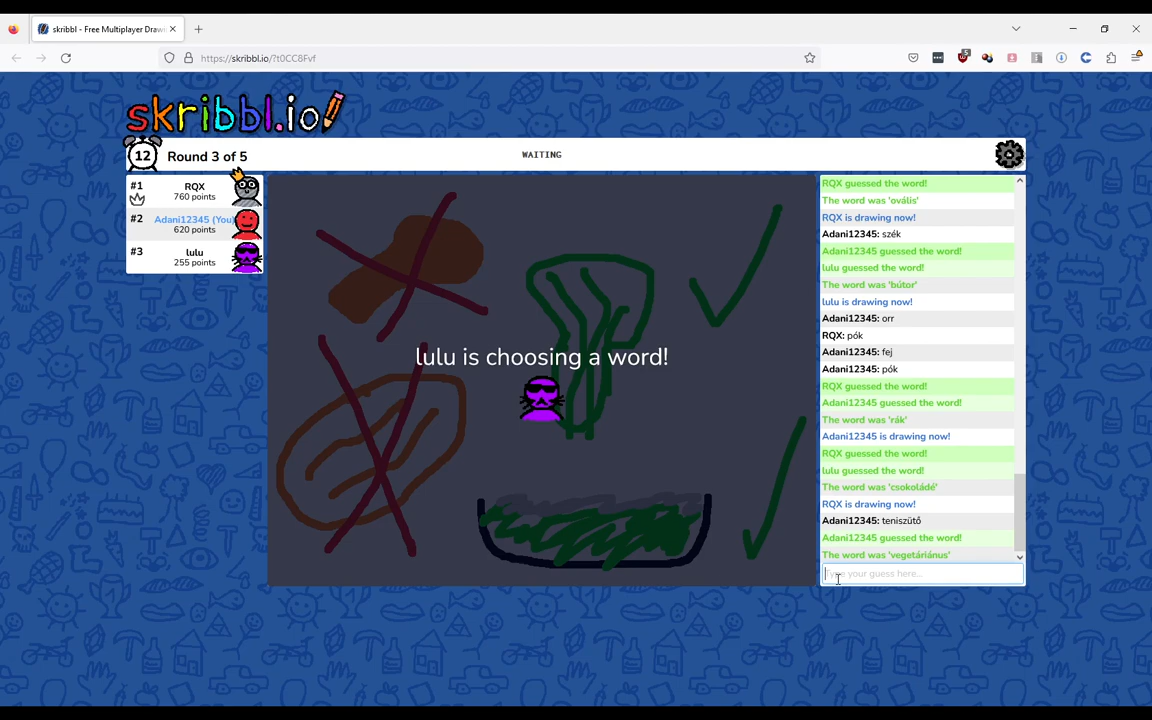 skribbl - Free Multiplayer Drawi
https://skribbl.io/?t0CC8Fvf
5
skribbl.io
12
Round 3 of 5
WAITING
#1
RQX
760 points
#2
Adani12345 (You)
620 points
#3
lulu
255 points
lulu is choosing a word!
RQX guessed the word!
The word was 'ovális'
RQX is drawing now!
Adani12345: szék
Adani12345 guessed the word!
lulu guessed the word!
The word was 'bútor'
lulu is drawing now!
Adani12345: orr
RQX: pók
Adani12345: fej
Adani12345: pók
RQX guessed the word!
Adani12345 guessed the word!
The word was 'rák'
Adani12345 is drawing now!
RQX guessed the word!
lulu guessed the word!
The word was 'csokoládé'
RQX is drawing now!
Adani12345: teniszütő
Adani12345 guessed the word!
The word was 'vegetáriánus'
Type your guess here...